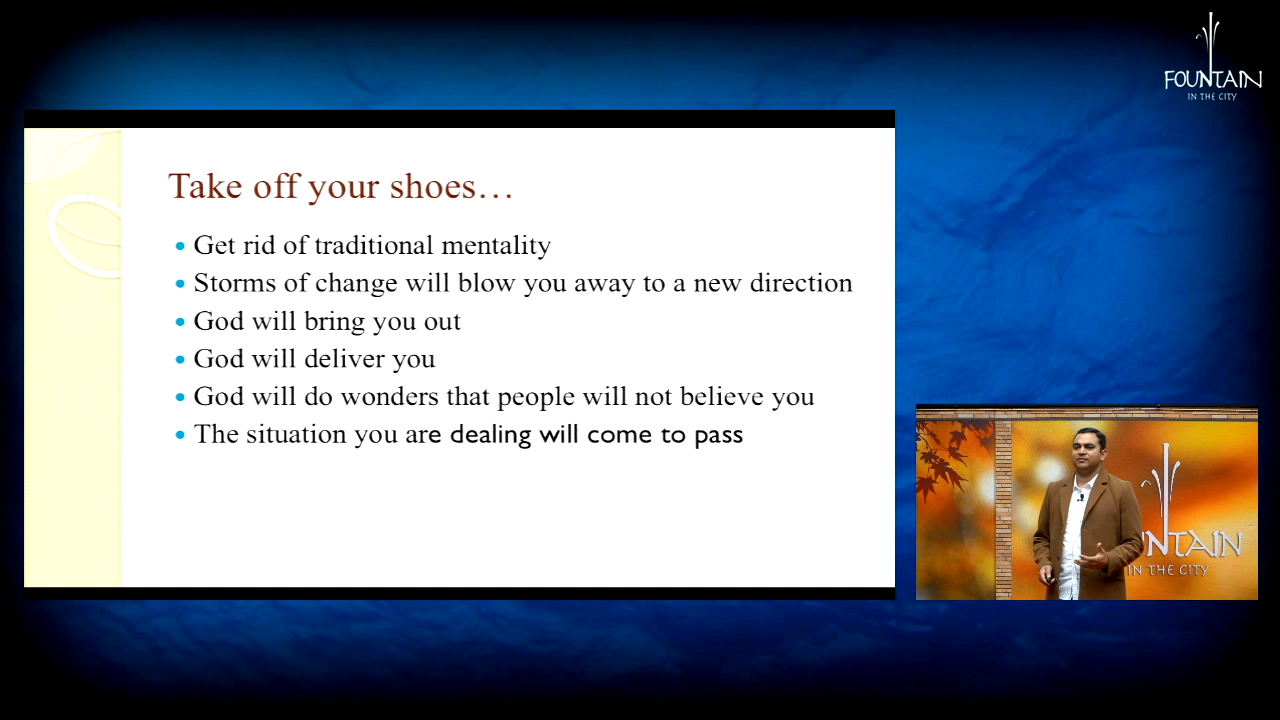 FOUNTAIN
IN THE CITY
Take off your shoes…
• Get rid of traditional mentality
• Storms of change will blow you away to a new direction
• God will bring you out
• God will deliver you
• God will do wonders that people will not believe you
• The situation you are dealing will come to pass
NTAIN
IN THE CITY